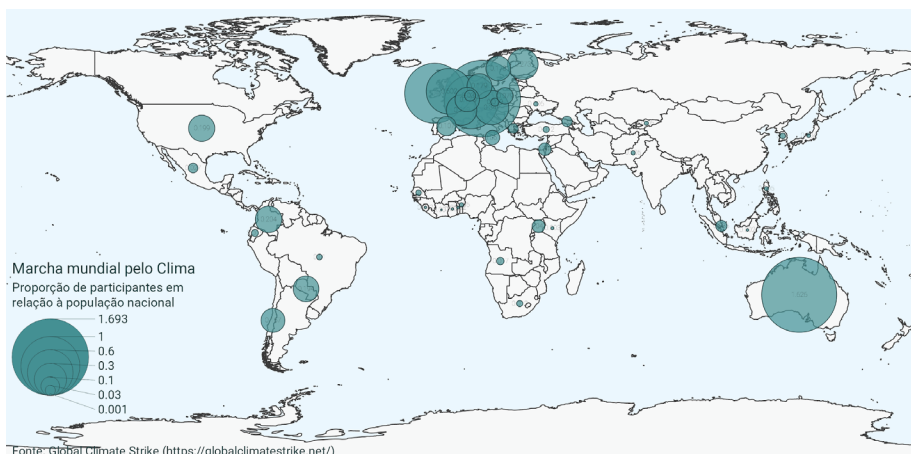 Marcha mundial pelo Clima
Proporção de participantes em
relação à população nacional
1.693
1
0.6
0.3
0.1
0.03
0.001
Fonte: Global Climate Strike (https://globalclimatestrike.net/)